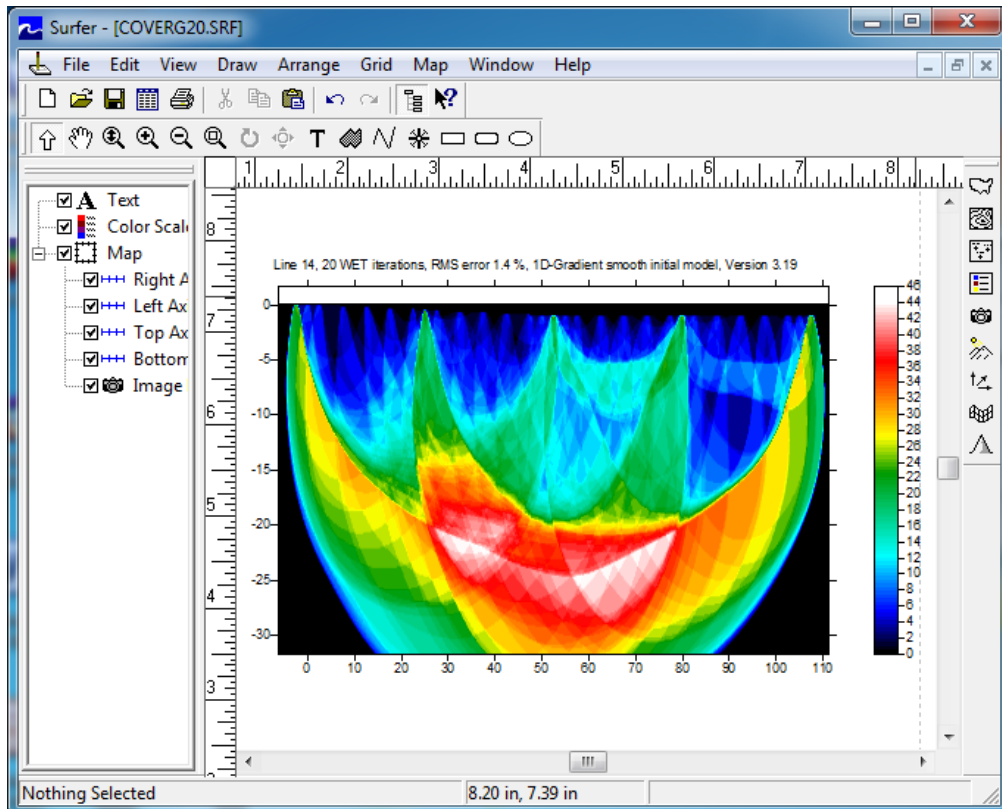 Surfer - [COVERG20.SRF]
File Edit View Draw Arrange Grid Map Window Help
T
1 2 3 4 5 6 7 8
A Text
Color Scal
Map
Right A
Left Ax
Top Ax
Bottom
Image
8
7
6
5
4
3
Line 14, 20 WET iterations, RMS error 1.4 %, 1D-Gradient smooth initial model, Version 3.19
0
-5
-10
-15
-20
-25
-30
0 10 20 30 40 50 60 70 80 90 100 110
46
44
42
40
38
36
34
32
30
28
26
24
22
20
18
16
14
12
10
8
6
4
2
0
Nothing Selected
8.20 in, 7.39 in